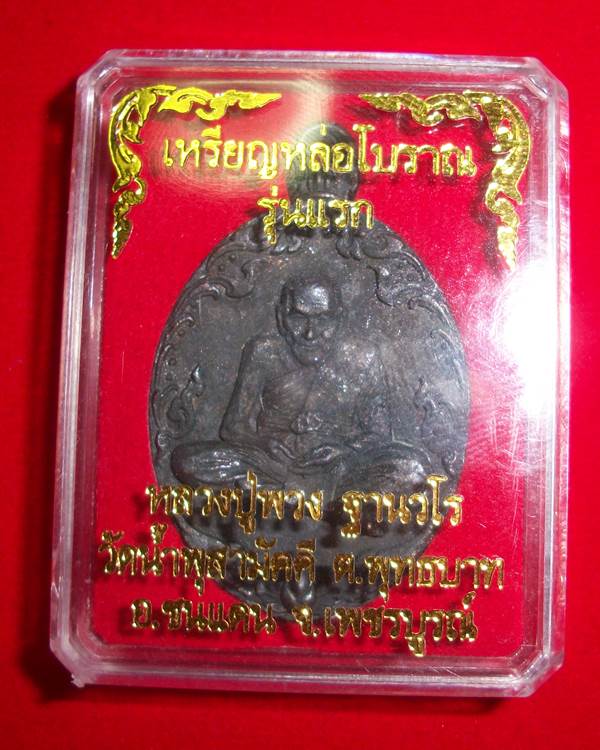 เหรียญหล่อโบราณ
รุ่นแรก
หลวงปู่พวง ฐานวโร
วัดน้ำพุสามัคคี ต.พุทธบาท
อ.ชนแดน จ.เพชรบูรณ์